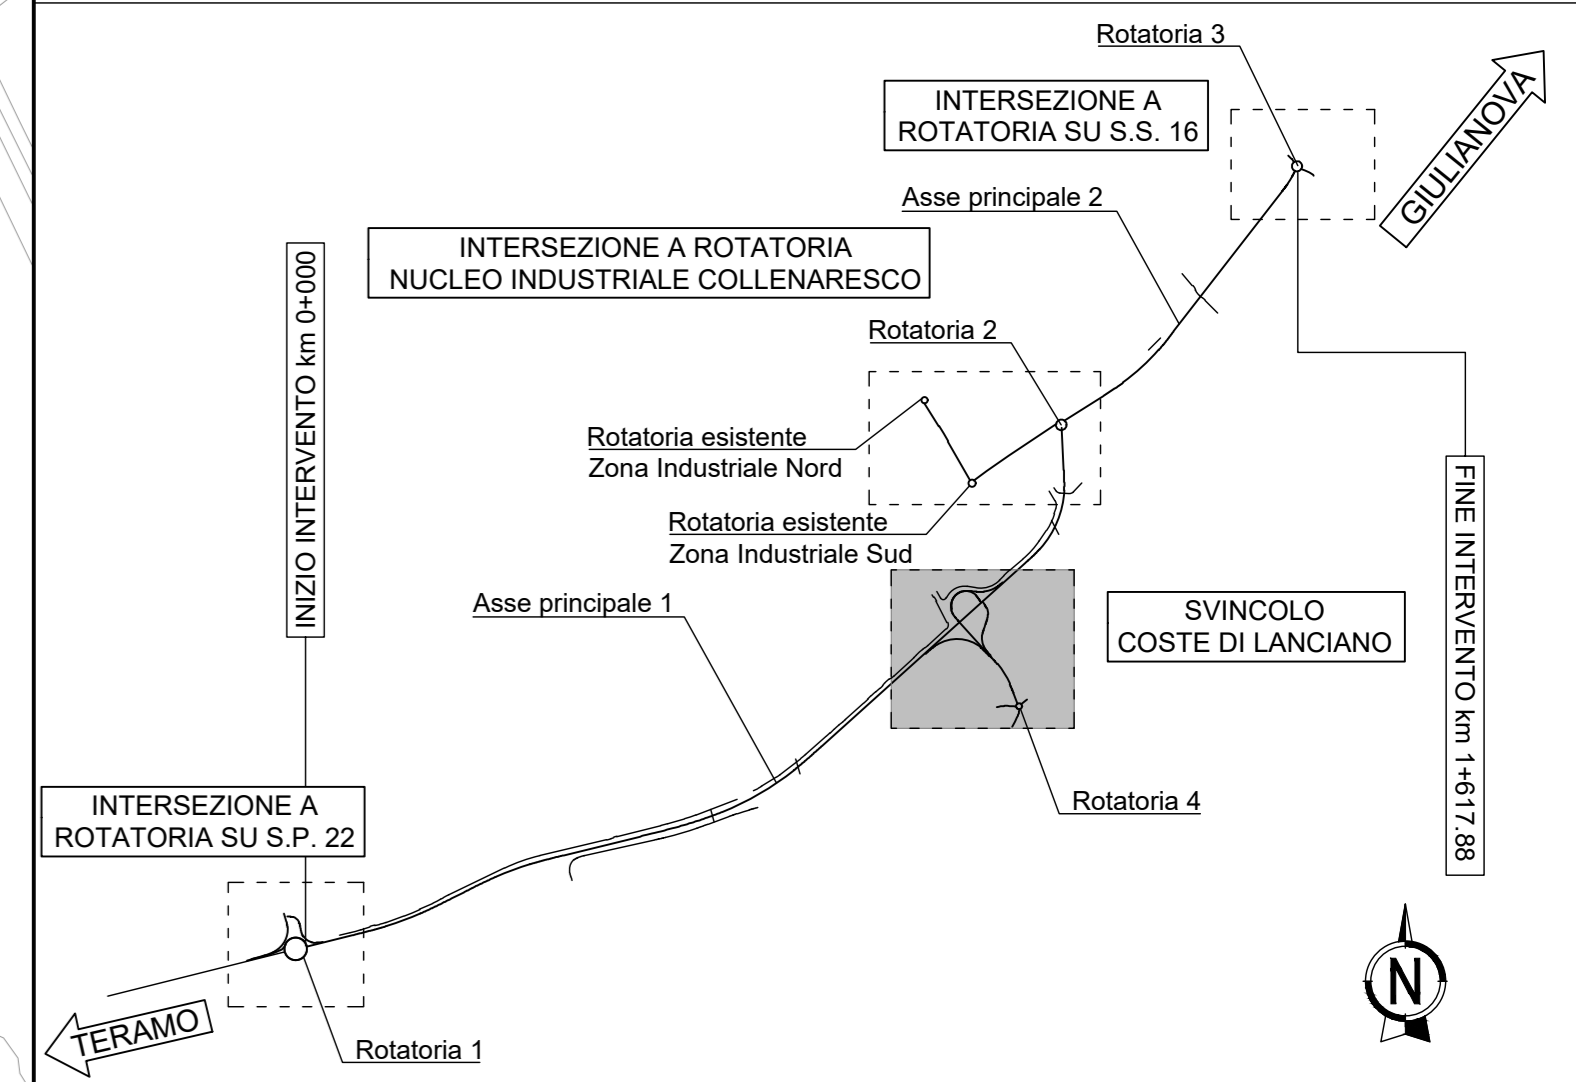 Rotatoria 3
INTERSEZIONE A
ROTATORIA SU S.S. 16
GIULIANOVA
Asse principale 2
INTERSEZIONE A ROTATORIA
NUCLEO INDUSTRIALE COLLENARESCO
INIZIO INTERVENTO km 0+000
Rotatoria 2
Rotatoria esistente
Zona Industriale Nord
Rotatoria esistente
Zona Industriale Sud
FINE INTERVENTO km 1+617.88
Asse principale 1
SVINCOLO
COSTE DI LANCIANO
INTERSEZIONE A
ROTATORIA SU S.P. 22
Rotatoria 4
N
TERAMO
Rotatoria 1